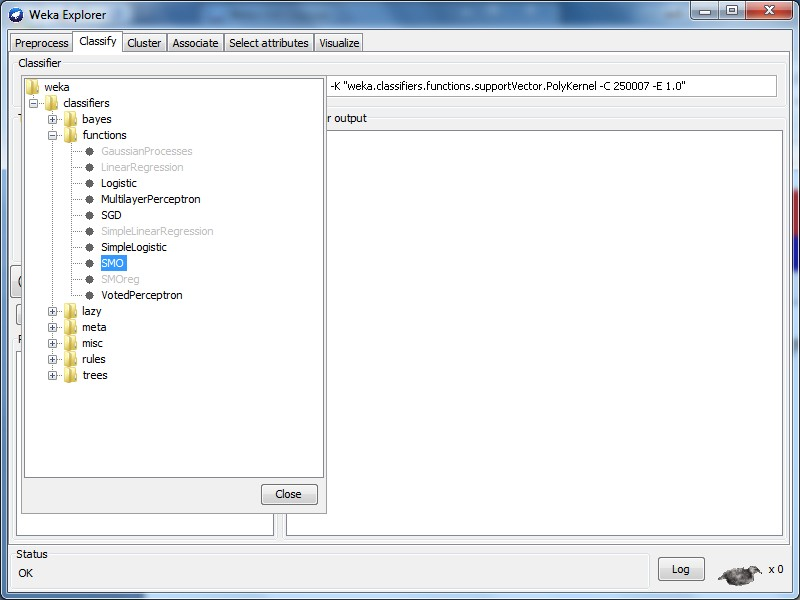 Weka Explorer
Preprocess Classify Cluster Associate Select attributes Visualize
Classifier
-K "weka.classifiers.functions.supportVector.PolyKernel -C 250007 -E 1.0"
weka
classifiers
bayes
functions
GaussianProcesses
LinearRegression
Logistic
MultilayerPerceptron
SGD
SimpleLinearRegression
SimpleLogistic
SMO
SMOreg
VotedPerceptron
lazy
meta
misc
rules
trees
Close
output
Status
OK
Log
x 0